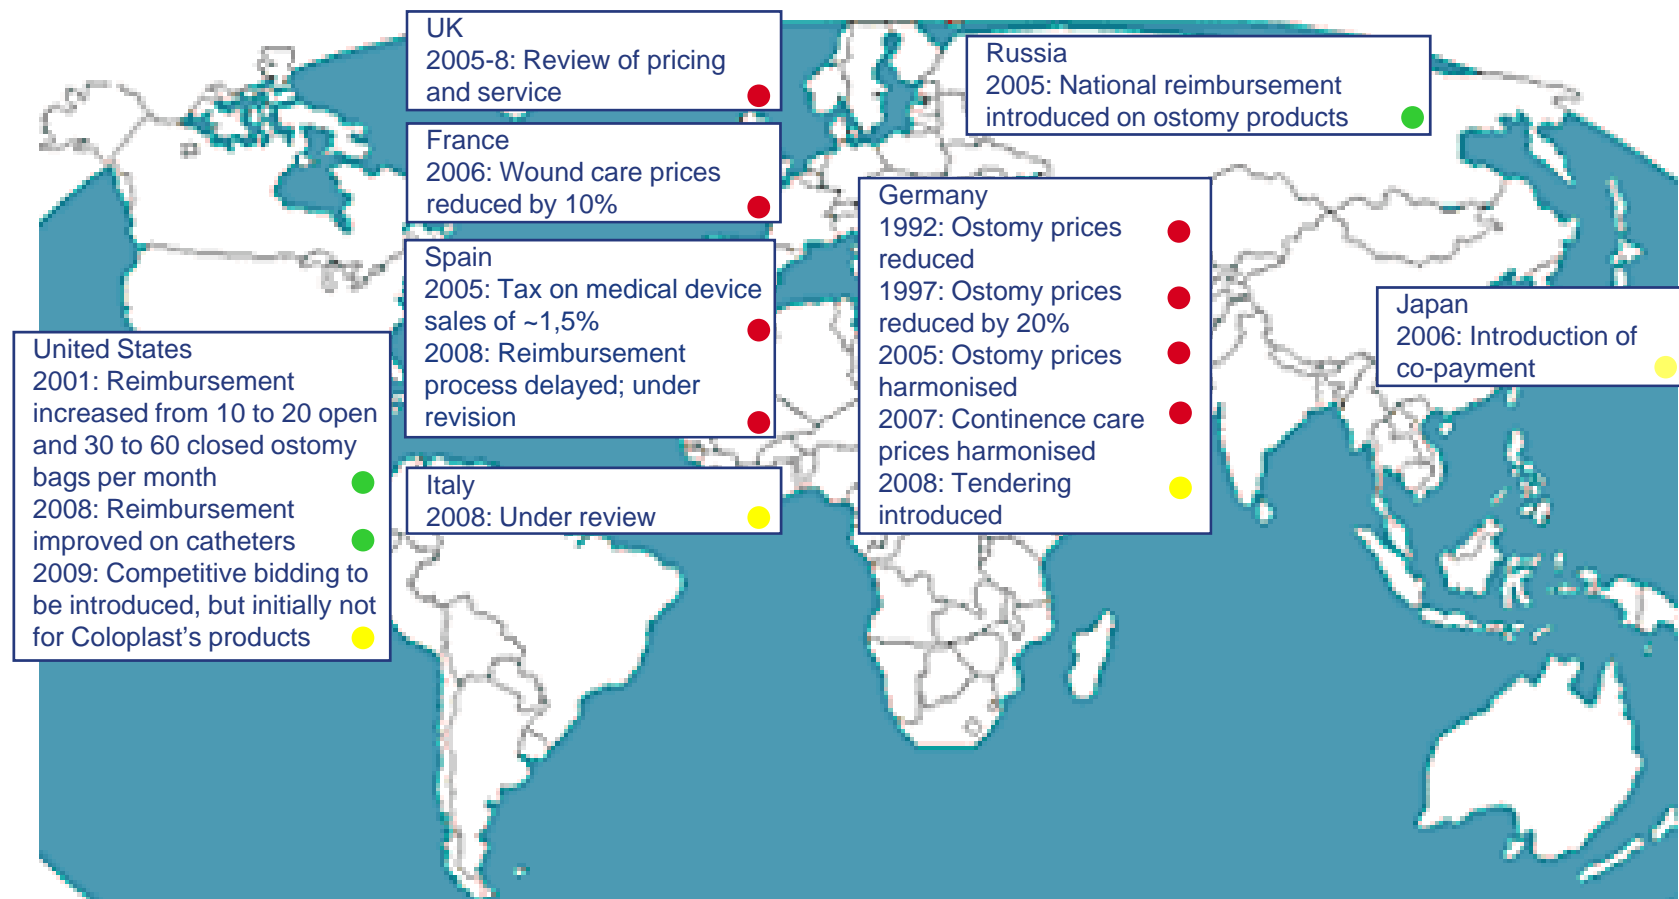 UK
2005-8: Review of pricing
and service
Russia
2005: National reimbursement
introduced on ostomy products
France
2006: Wound care prices
reduced by 10%
Germany
1992: Ostomy prices
reduced
1997: Ostomy prices
reduced by 20%
2005: Ostomy prices
harmonised
2007: Continence care
prices harmonised
2008: Tendering
introduced
Spain
2005: Tax on medical device
sales of ~1,5%
2008: Reimbursement
process delayed; under
revision
Japan
2006: Introduction of
co-payment
United States
2001: Reimbursement
increased from 10 to 20 open
and 30 to 60 closed ostomy
bags per month
2008: Reimbursement
improved on catheters
2009: Competitive bidding to
be introduced, but initially not
for Coloplast's products
Italy
2008: Under review